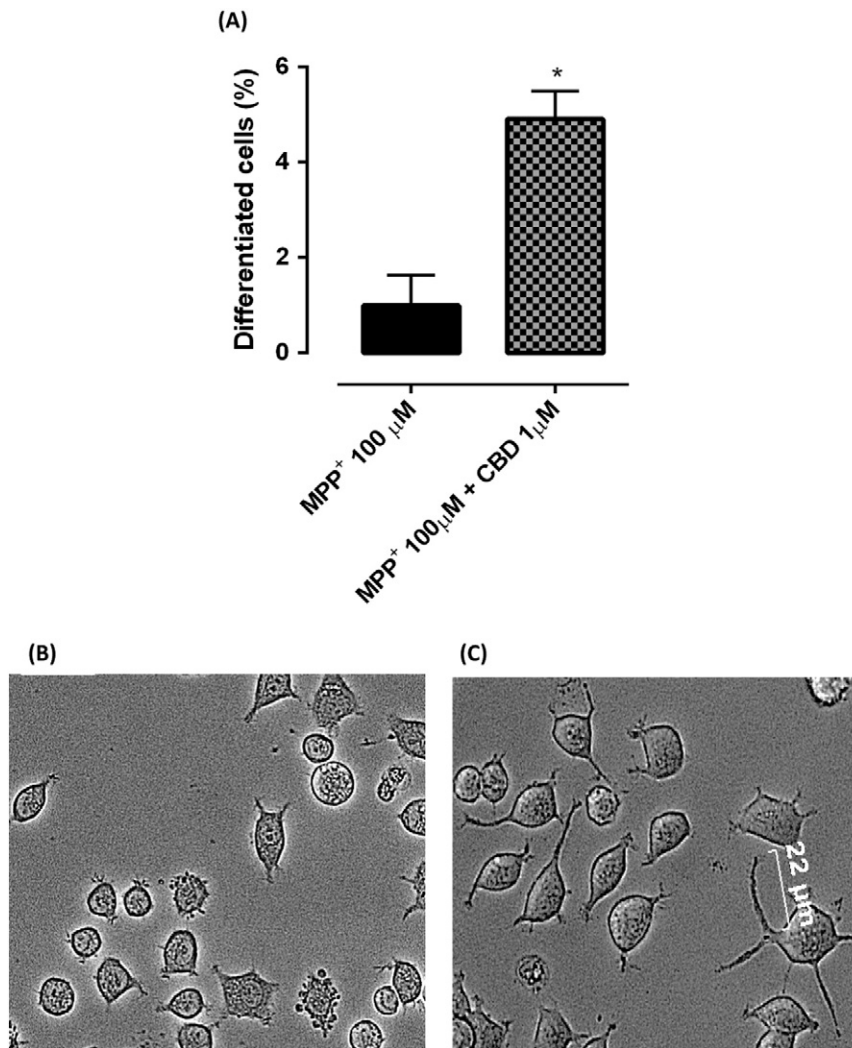 (A)
Differentiated cells (%)
6
4
2
0
*
MPP⁺ 100 μM
MPP⁺ 100μM + CBD 1μM
(B)
(C)
22 μm